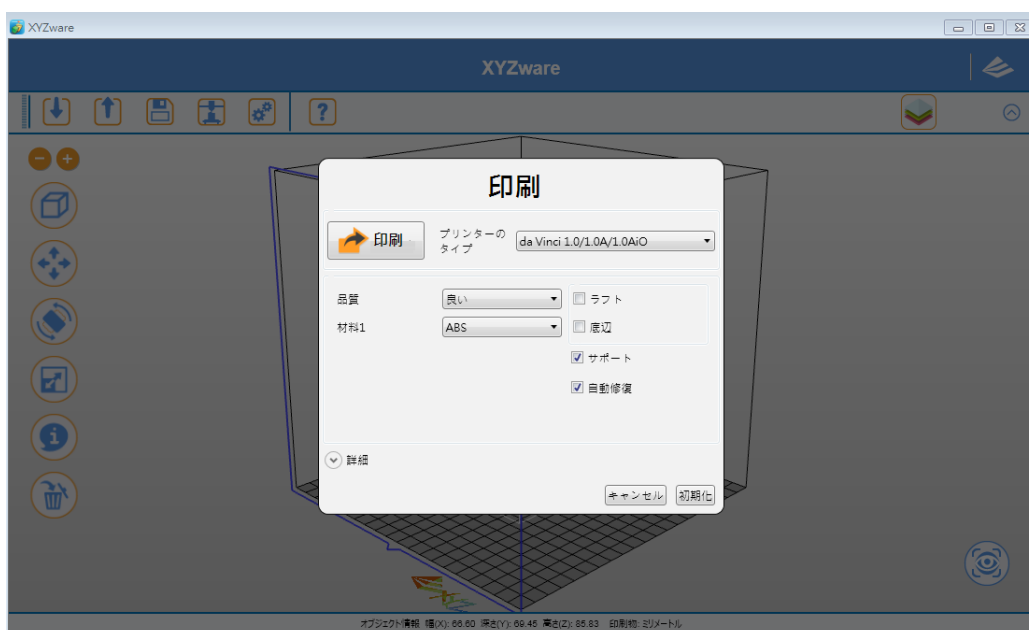 XYZware
XYZware
?
印刷
印刷
プリンターの
タイプ
da Vinci 1.0/1.0A/1.0AiO
品質
良い
ラフト
材料1
ABS
底辺
サポート
自動修復
詳細
キャンセル
初期化
オブジェクト情報 幅(X): 66.60 深さ(Y): 69.45 高さ(Z): 85.83 印刷物: ミリメートル